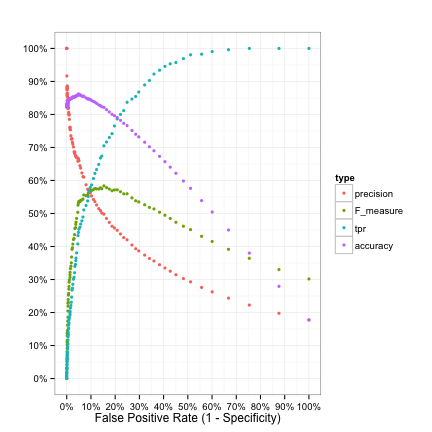 100%
90%
80%
70%
60%
50%
40%
30%
20%
10%
0%
0% 10% 20% 30% 40% 50% 60% 70% 80% 90% 100%
False Positive Rate (1 - Specificity)
type
precision
F_measure
tpr
accuracy